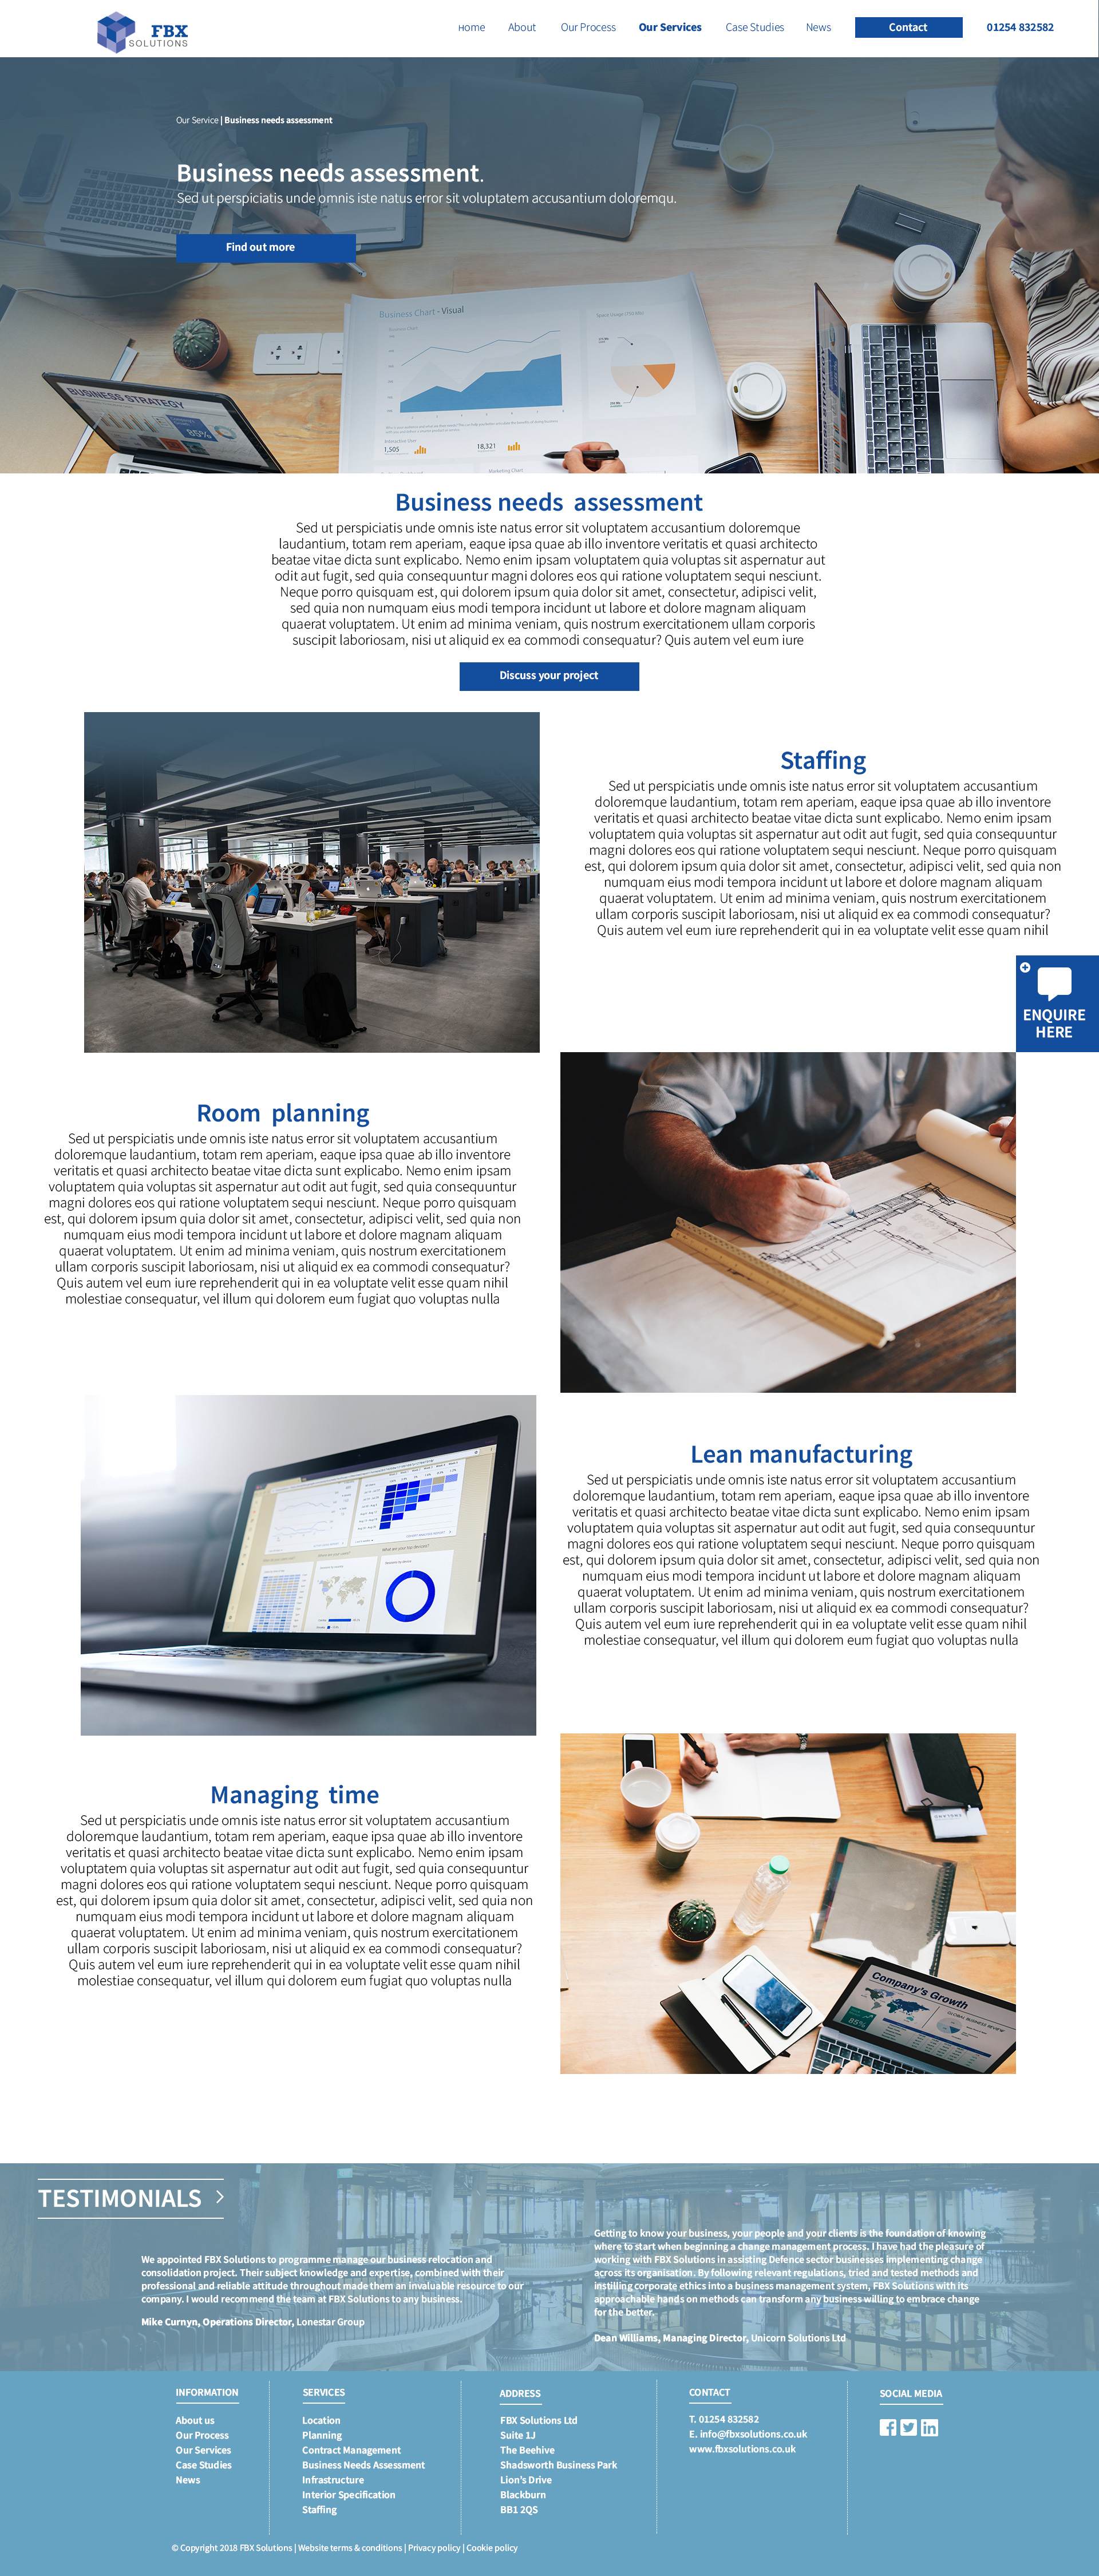 FBX
SOLUTIONS
Home About Our Process Our Services Case Studies News Contact 01254 832582
Our Service | Business needs assessment
Business needs assessment.
Sed ut perspiciatis unde omnis iste natus error sit voluptatem accusantium doloremqu.
Find out more
Business Chart - Visual
Business Chart
BUSINESS STRATEGY
85%
Interaction User
1,505
18,321
Marketing Chart
Business needs assessment
Sed ut perspiciatis unde omnis iste natus error sit voluptatem accusantium doloremque
laudantium, totam rem aperiam, eaque ipsa quae ab illo inventore veritatis et quasi architecto
beatae vitae dicta sunt explicabo. Nemo enim ipsam voluptatem quia voluptas sit aspernatur aut
odit aut fugit, sed quia consequuntur magni dolores eos qui ratione voluptatem sequi nesciunt.
Neque porro quisquam est, qui dolorem ipsum quia dolor sit amet, consectetur, adipisci velit,
sed quia non numquam eius modi tempora incidunt ut labore et dolore magnam aliquam
quaerat voluptatem. Ut enim ad minima veniam, quis nostrum exercitationem ullam corporis
suscipit laboriosam, nisi ut aliquid ex ea commodi consequatur? Quis autem vel eum iure
Discuss your project
Staffing
Sed ut perspiciatis unde omnis iste natus error sit voluptatem accusantium
doloremque laudantium, totam rem aperiam, eaque ipsa quae ab illo inventore
veritatis et quasi architecto beatae vitae dicta sunt explicabo. Nemo enim ipsam
voluptatem quia voluptas sit aspernatur aut odit aut fugit, sed quia consequuntur
magni dolores eos qui ratione voluptatem sequi nesciunt. Neque porro quisquam
est, qui dolorem ipsum quia dolor sit amet, consectetur, adipisci velit, sed quia non
numquam eius modi tempora incidunt ut labore et dolore magnam aliquam
quaerat voluptatem. Ut enim ad minima veniam, quis nostrum exercitationem
ullam corporis suscipit laboriosam, nisi ut aliquid ex ea commodi consequatur?
Quis autem vel eum iure reprehenderit qui in ea voluptate velit esse quam nihil
ENQUIRE
HERE
Room planning
Sed ut perspiciatis unde omnis iste natus error sit voluptatem accusantium
doloremque laudantium, totam rem aperiam, eaque ipsa quae ab illo inventore
veritatis et quasi architecto beatae vitae dicta sunt explicabo. Nemo enim ipsam
voluptatem quia voluptas sit aspernatur aut odit aut fugit, sed quia consequuntur
magni dolores eos qui ratione voluptatem sequi nesciunt. Neque porro quisquam
est, qui dolorem ipsum quia dolor sit amet, consectetur, adipisci velit, sed quia non
numquam eius modi tempora incidunt ut labore et dolore magnam aliquam
quaerat voluptatem. Ut enim ad minima veniam, quis nostrum exercitationem
ullam corporis suscipit laboriosam, nisi ut aliquid ex ea commodi consequatur?
Quis autem vel eum iure reprehenderit qui in ea voluptate velit esse quam nihil
molestiae consequatur, vel illum qui dolorem eum fugiat quo voluptas nulla
Lean manufacturing
Sed ut perspiciatis unde omnis iste natus error sit voluptatem accusantium
doloremque laudantium, totam rem aperiam, eaque ipsa quae ab illo inventore
veritatis et quasi architecto beatae vitae dicta sunt explicabo. Nemo enim ipsam
voluptatem quia voluptas sit aspernatur aut odit aut fugit, sed quia consequuntur
magni dolores eos qui ratione voluptatem sequi nesciunt. Neque porro quisquam
est, qui dolorem ipsum quia dolor sit amet, consectetur, adipisci velit, sed quia non
numquam eius modi tempora incidunt ut labore et dolore magnam aliquam
quaerat voluptatem. Ut enim ad minima veniam, quis nostrum exercitationem
ullam corporis suscipit laboriosam, nisi ut aliquid ex ea commodi consequatur?
Quis autem vel eum iure reprehenderit qui in ea voluptate velit esse quam nihil
molestiae consequatur, vel illum qui dolorem eum fugiat quo voluptas nulla
Managing time
Sed ut perspiciatis unde omnis iste natus error sit voluptatem accusantium
doloremque laudantium, totam rem aperiam, eaque ipsa quae ab illo inventore
veritatis et quasi architecto beatae vitae dicta sunt explicabo. Nemo enim ipsam
voluptatem quia voluptas sit aspernatur aut odit aut fugit, sed quia consequuntur
magni dolores eos qui ratione voluptatem sequi nesciunt. Neque porro quisquam
est, qui dolorem ipsum quia dolor sit amet, consectetur, adipisci velit, sed quia non
numquam eius modi tempora incidunt ut labore et dolore magnam aliquam
quaerat voluptatem. Ut enim ad minima veniam, quis nostrum exercitationem
ullam corporis suscipit laboriosam, nisi ut aliquid ex ea commodi consequatur?
Quis autem vel eum iure reprehenderit qui in ea voluptate velit esse quam nihil
molestiae consequatur, vel illum qui dolorem eum fugiat quo voluptas nulla
Company's Growth
85%
TESTIMONIALS
We appointed FBX Solutions to programme manage our business relocation and
consolidation project. Their subject knowledge and expertise, combined with their
professional and reliable attitude throughout made them an invaluable resource to our
company. I would recommend the team at FBX Solutions to any business.
Mike Curnyn, Operations Director, Lonestar Group
Getting to know your business, your people and your clients is the foundation of knowing
where to start when beginning a change management process. I have had the pleasure of
working with FBX Solutions in assisting Defence sector businesses implementing change
across its organisation. By following relevant regulations, tried and tested methods and
instilling corporate ethics into a business management system, FBX Solutions with its
approachable hands on methods can transform any business willing to embrace change
for the better.
Dean Williams, Managing Director, Unicorn Solutions Ltd
INFORMATION
About us
Our Process
Our Services
Case Studies
News
SERVICES
Location
Planning
Contract Management
Business Needs Assessment
Infrastructure
Interior Specification
Staffing
ADDRESS
FBX Solutions Ltd
Suite 1J
The Beehive
Shadsworth Business Park
Lion's Drive
Blackburn
BB1 2QS
CONTACT
T. 01254 832582
E. info@fbxsolutions.co.uk
www.fbxsolutions.co.uk
SOCIAL MEDIA
© Copyright 2018 FBX Solutions | Website terms & conditions | Privacy policy | Cookie policy